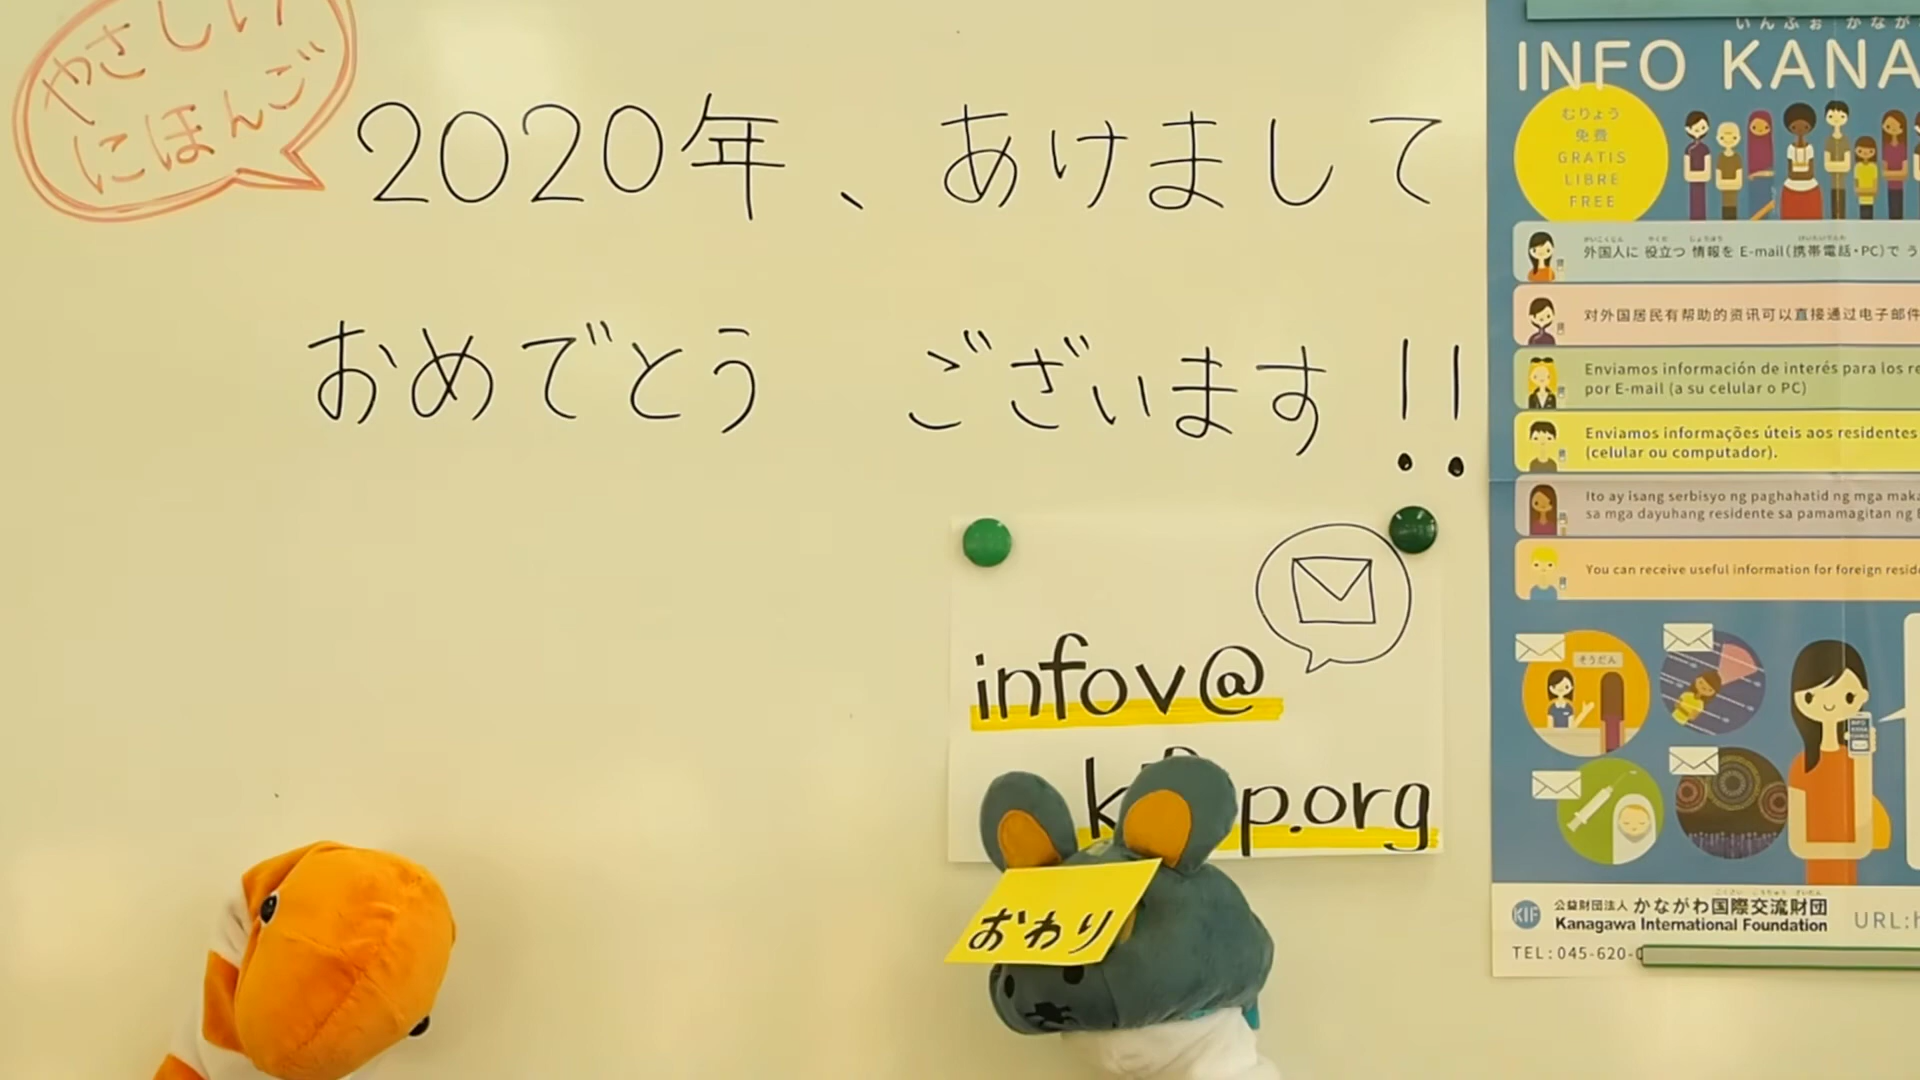 やさしい
にほんご
2020年、あけまして
おめでとう ございます!!
infov@
p.org
おわり
いんふぉ かながわ
INFO KANA
むりょう
免費
GRATIS
LIBRE
FREE
外国人に 役立つ 情報を E-mail(携帯電話・PC)で う
对外国居民有帮助的资讯可以直接通过电子邮件
Enviamos información de interés para los re
por E-mail (a su celular o PC)
Enviamos informações úteis aos residentes
(celular ou computador).
Ito ay isang serbisyo ng paghahatid ng mga maka
sa mga dayuhang residente sa pamamagitan ng E
You can receive useful information for foreign resid
そうだん
KIF
公益財団法人 かながわ国際交流財団
Kanagawa International Foundation
URL:h
TEL:045-620-0